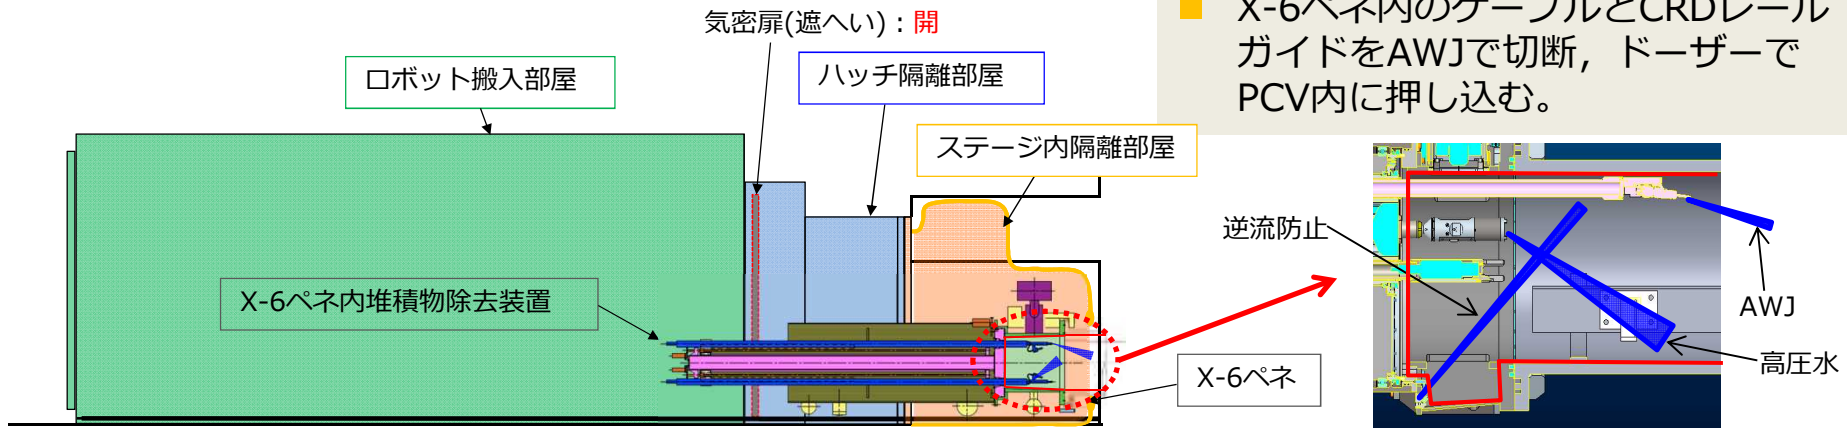 X-6ペネ内のケーブルとCRDレール
ガイドをAWJで切断，ドーザーで
PCV内に押し込む。
気密扉(遮へい)：開
ロボット搬入部屋
ハッチ隔離部屋
ステージ内隔離部屋
X-6ペネ内堆積物除去装置
X-6ペネ
逆流防止
AWJ
高圧水